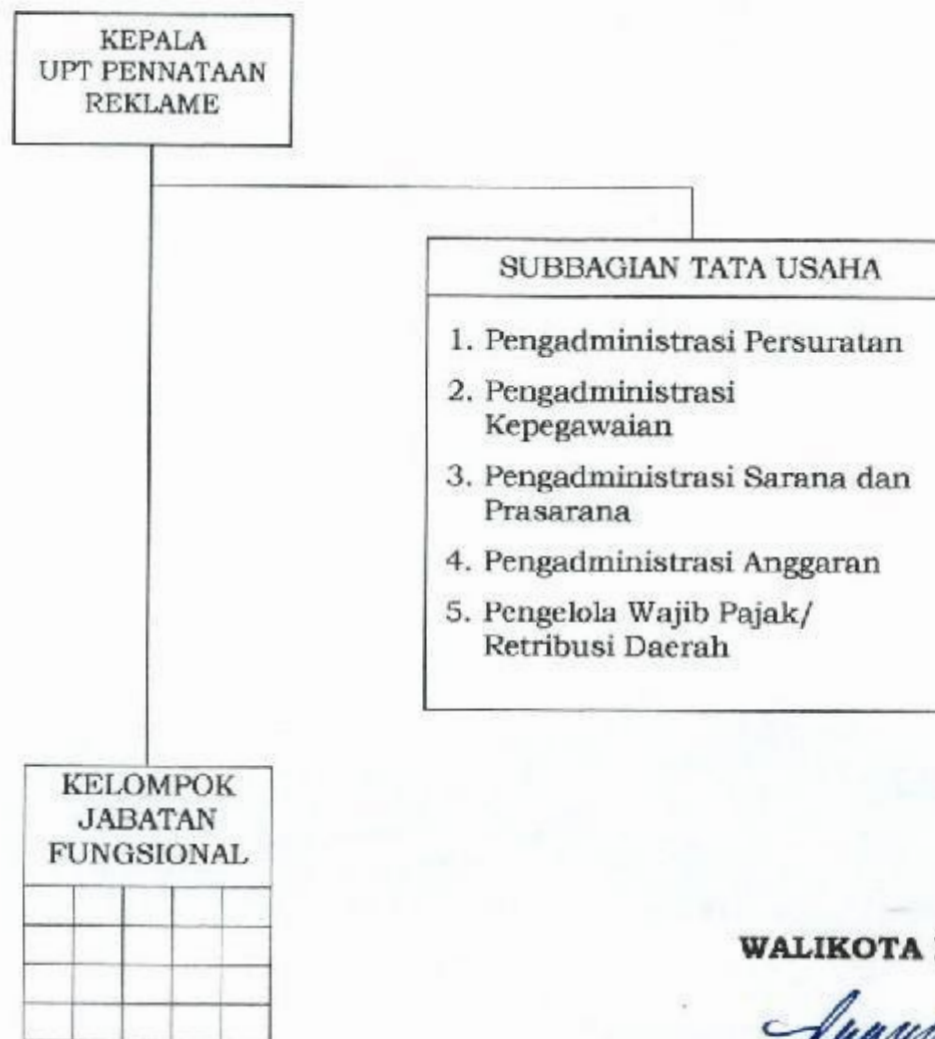 KEPALA
UPT PENNATAAN
REKLAME
SUBBAGIAN TATA USAHA
1. Pengadministrasi Persuratan
2. Pengadministrasi
Kepegawaian
3. Pengadministrasi Sarana dan
Prasarana
4. Pengadministrasi Anggaran
5. Pengelola Wajib Pajak/
Retribusi Daerah
KELOMPOK
JABATAN
FUNGSIONAL
WALIKOTA